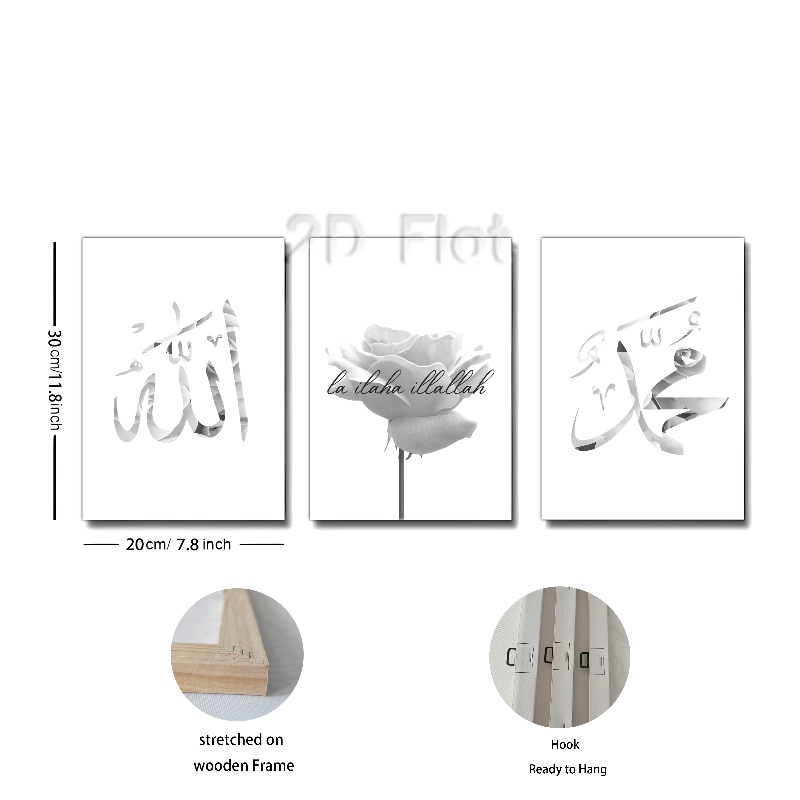 2D Flat
الله
la ilaha illallah
محمد
30cm/11.8inch
20cm/ 7.8 inch
stretched on
wooden Frame
Hook
Ready to Hang